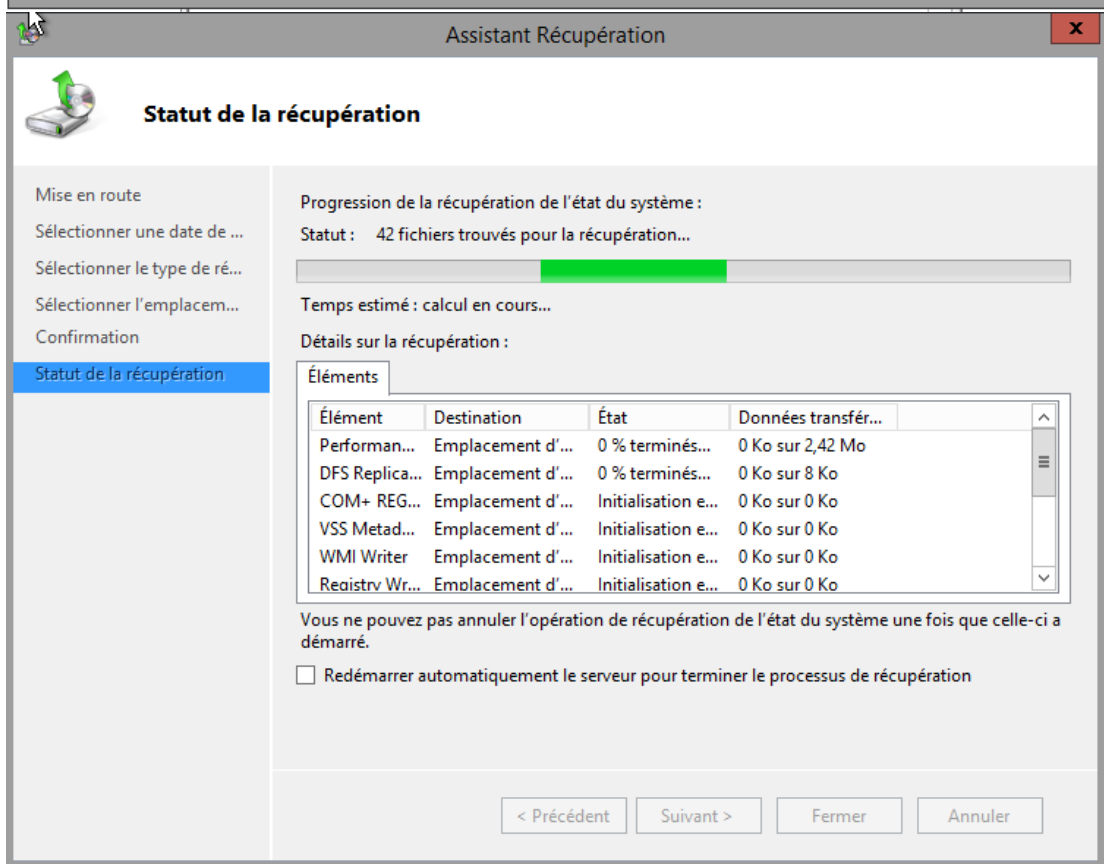 Assistant Récupération
x
Statut de la récupération
Mise en route
Sélectionner une date de ...
Sélectionner le type de ré...
Sélectionner l'emplacem...
Confirmation
Statut de la récupération
Progression de la récupération de l'état du système :
Statut : 42 fichiers trouvés pour la récupération...
Temps estimé : calcul en cours...
Détails sur la récupération :
Éléments
Élément Destination État Données transfér...
Performan... Emplacement d'... 0 % terminés... 0 Ko sur 2,42 Mo
DFS Replica... Emplacement d'... 0 % terminés... 0 Ko sur 8 Ko
COM+ REG... Emplacement d'... Initialisation e... 0 Ko sur 0 Ko
VSS Metad... Emplacement d'... Initialisation e... 0 Ko sur 0 Ko
WMI Writer Emplacement d'... Initialisation e... 0 Ko sur 0 Ko
Registry Wr... Emplacement d'... Initialisation e... 0 Ko sur 0 Ko
Vous ne pouvez pas annuler l'opération de récupération de l'état du système une fois que celle-ci a
démarré.
Redémarrer automatiquement le serveur pour terminer le processus de récupération
< Précédent Suivant > Fermer Annuler